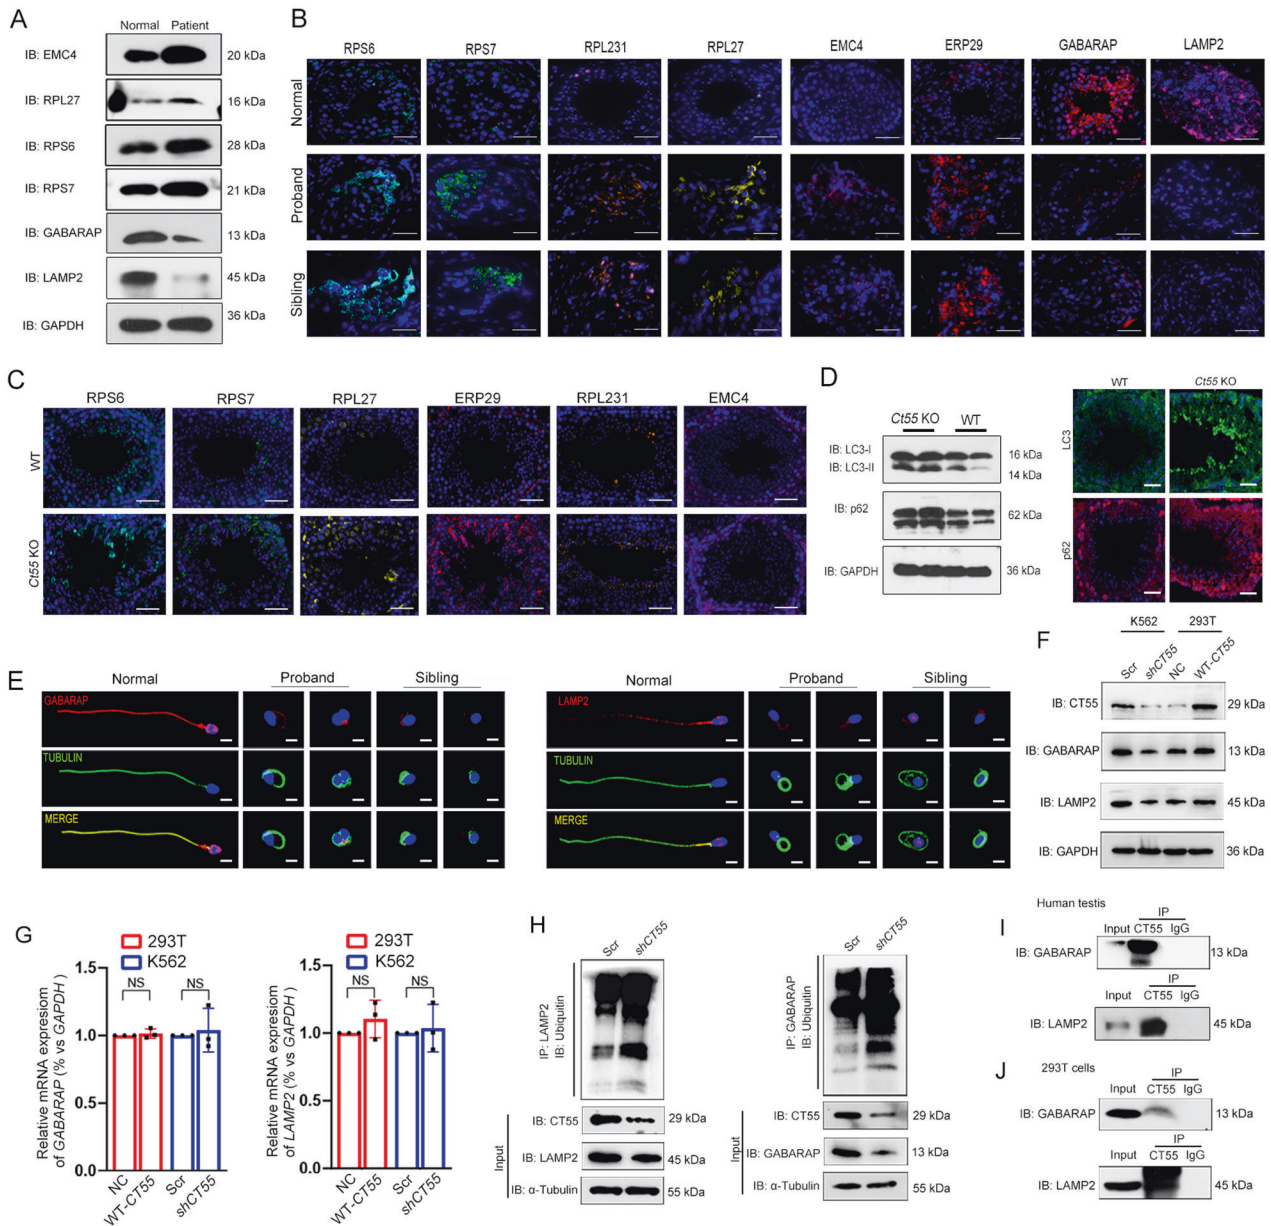 A
Normal Patient
IB: EMC4 20 kDa
IB: RPL27 16 kDa
IB: RPS6 28 kDa
IB: RPS7 21 kDa
IB: GABARAP 13 kDa
IB: LAMP2 45 kDa
IB: GAPDH 36 kDa
B
RPS6 RPS7 RPL231 RPL27 EMC4 ERP29 GABARAP LAMP2
Normal
Proband
Sibling
C
RPS6 RPS7 RPL27 ERP29 RPL231 EMC4
WT
Ct55 KO
D
Ct55 KO WT
IB: LC3-I 16 kDa
IB: LC3-II 14 kDa
IB: p62 62 kDa
IB: GAPDH 36 kDa
WT Ct55 KO
LC3
p62
E
Normal Proband Sibling
GABARAP
TUBULIN
MERGE
Normal Proband Sibling
LAMP2
TUBULIN
MERGE
F
K562 293T
Scr shCT55 NC WT-CT55
IB: CT55 29 kDa
IB: GABARAP 13 kDa
IB: LAMP2 45 kDa
IB: GAPDH 36 kDa
G
293T
K562
Relative mRNA expresiom
of GABARAP (% vs GAPDH )
1.5
1.0
0.5
0.0
NS NS
NC WT-CT55 Scr shCT55
293T
K562
Relative mRNA expresiom
of LAMP2 (% vs GAPDH )
1.5
1.0
0.5
0.0
NS NS
NC WT-CT55 Scr shCT55
H
Scr shCT55
IP: LAMP2
IB: Ubiquitin
Input
IB: CT55 29 kDa
IB: LAMP2 45 kDa
IB: α-Tubulin 55 kDa
Scr shCT55
IP: GABARAP
IB: Ubiquitin
Input
IB: CT55 29 kDa
IB: GABARAP 13 kDa
IB: α-Tubulin 55 kDa
I
Human testis
IP
Input CT55 IgG
IB: GABARAP 13 kDa
IP
Input CT55 IgG
IB: LAMP2 45 kDa
J
293T cells
IP
Input CT55 IgG
IB: GABARAP 13 kDa
IP
Input CT55 IgG
IB: LAMP2 45 kDa